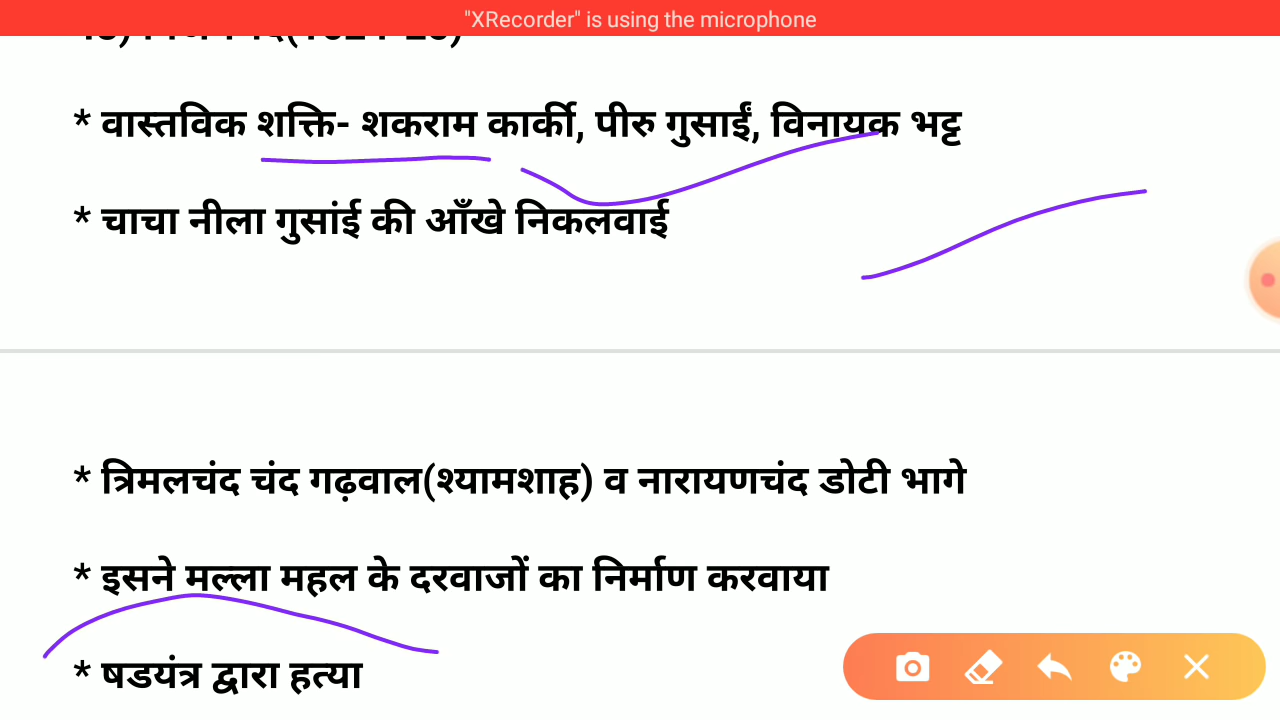 "XRecorder" is using the microphone
* वास्तविक शक्ति- शकराम कार्की, पीरु गुसाईं, विनायक भट्ट
* चाचा नीला गुसांई की आँखे निकलवाई
* त्रिमलचंद चंद गढ़वाल(श्यामशाह) व नारायणचंद डोटी भागे
* इसने मल्ला महल के दरवाजों का निर्माण करवाया
* षडयंत्र द्वारा हत्या